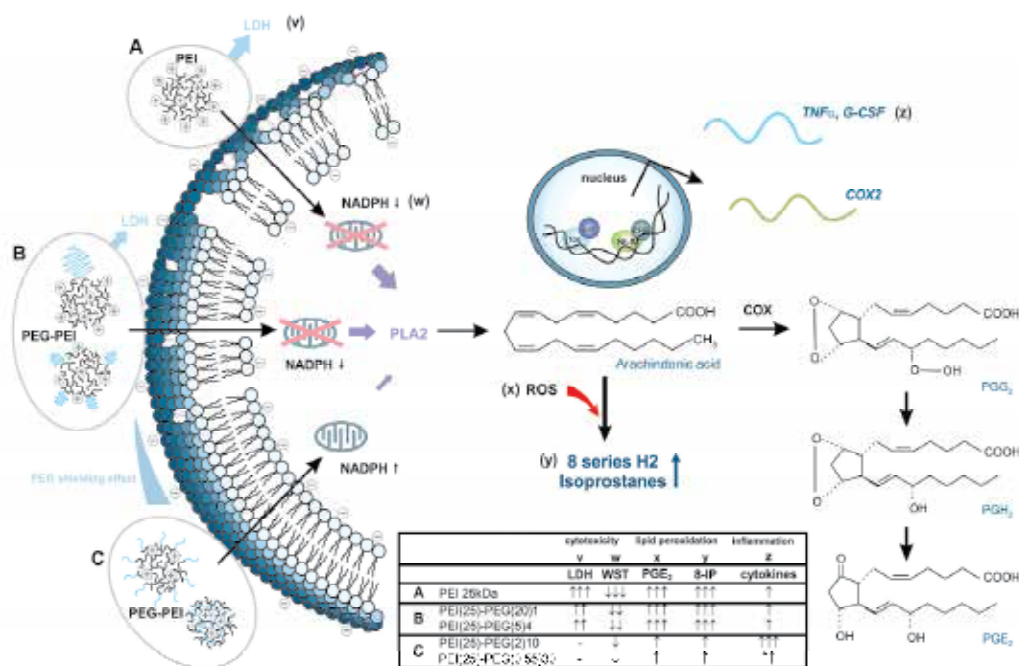 LDH (v)
A
PEI
TNFα, G-CSF (z)
nucleus
COX2
NADPH ↓ (w)
LDH
B
PEG-PEI
PLA2
NADPH ↓
COOH
CH₃
Arachindonic acid
COX
O
O
COOH
O
OH
PGG₂
(x) ROS
(y) 8 series H2 ↑
Isoprostanes
NADPH ↑
PEG shielding effect
O
O
COOH
OH
PGH₂
C
PEG-PEI
cytotoxicity lipid peroxidation inflammation
v w x y z
LDH WST PGE₂ 8-IP cytokines
A PEI 25kDa ↑↑↑ ↓↓↓ ↑↑↑ ↑↑↑ ↑
B PEI(25)-PEG(20)1 ↑↑ ↓↓ ↑↑↑ ↑↑↑ ↑
PEI(25)-PEG(5)4 ↑↑ ↓↓ ↑↑↑ ↑↑↑ ↑
C PEI(25)-PEG(2)10 - ↓ ↑ ↑ ↑↑↑
- ↑ ↑
O
COOH
OH
OH
PGE₂